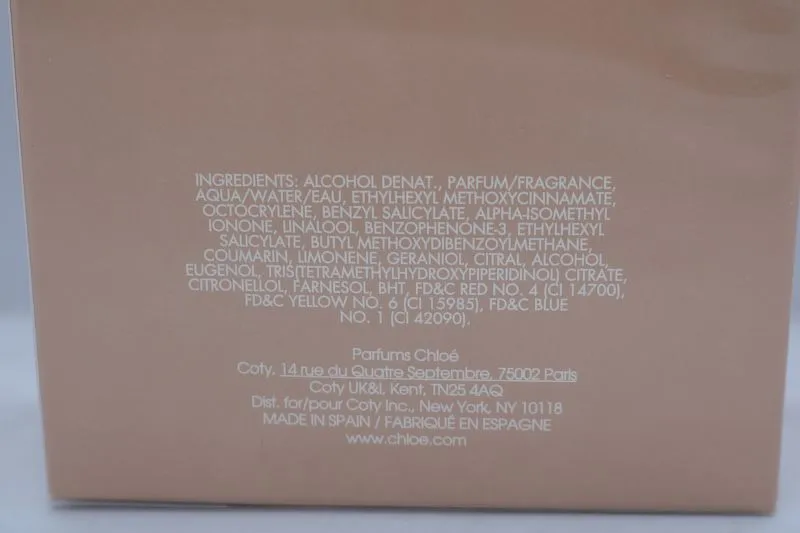 INGREDIENTS: ALCOHOL DENAT., PARFUM/FRAGRANCE,
AQUA/WATER/EAU, ETHYLHEXYL METHOXYCINNAMATE,
OCTOCRYLENE, BENZYL SALICYLATE, ALPHA-ISOMETHYL
IONONE, LINALOOL, BENZOPHENONE-3, ETHYLHEXYL
SALICYLATE, BUTYL METHOXYDIBENZOYLMETHANE,
COUMARIN, LIMONENE, GERANIOL, CITRAL, ALCOHOL,
EUGENOL, TRIS(TETRAMETHYLHYDROXYPIPERIDINOL) CITRATE,
CITRONELLOL, FARNESOL, BHT, FD&C RED NO. 4 (CI 14700),
FD&C YELLOW NO. 6 (CI 15985), FD&C BLUE
NO. 1 (CI 42090).
Parfums Chloé
Coty, 14 rue du Quatre Septembre, 75002 Paris
Coty UK&I, Kent, TN25 4AQ
Dist. for/pour Coty Inc., New York, NY 10118
MADE IN SPAIN / FABRIQUÉ EN ESPAGNE
www.chloe.com